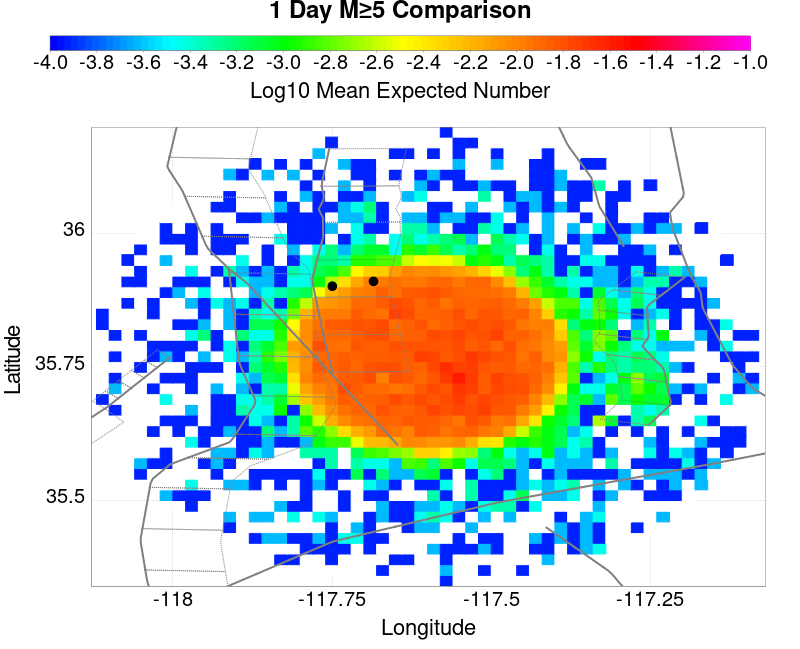 1 Day M≥5 Comparison
-4.0 -3.8 -3.6 -3.4 -3.2 -3.0 -2.8 -2.6 -2.4 -2.2 -2.0 -1.8 -1.6 -1.4 -1.2 -1.0
Log10 Mean Expected Number
36
35.75
35.5
Latitude
-118 -117.75 -117.5 -117.25
Longitude